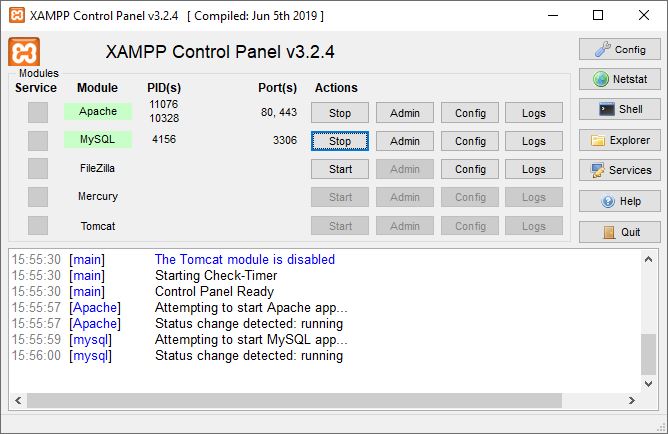 XAMPP Control Panel v3.2.4 [ Compiled: Jun 5th 2019 ]
XAMPP Control Panel v3.2.4
Config
Modules
Service Module PID(s) Port(s) Actions
Netstat
Apache 11076 10328 80, 443 Stop Admin Config Logs
Shell
MySQL 4156 3306 Stop Admin Config Logs
Explorer
FileZilla Start Admin Config Logs
Services
Mercury Start Admin Config Logs
Help
Tomcat Start Admin Config Logs
Quit
15:55:30 [main] The Tomcat module is disabled
15:55:30 [main] Starting Check-Timer
15:55:30 [main] Control Panel Ready
15:55:57 [Apache] Attempting to start Apache app...
15:55:57 [Apache] Status change detected: running
15:55:59 [mysql] Attempting to start MySQL app...
15:56:00 [mysql] Status change detected: running